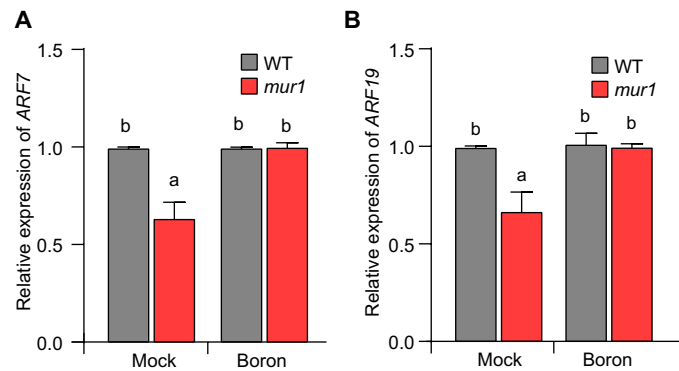 A
Relative expression of ARF7
1.5
1.0
0.5
0.0
WT
mur1
b
a
b
b
Mock
Boron
B
Relative expression of ARF19
1.5
1.0
0.5
0.0
WT
mur1
b
a
b
b
Mock
Boron